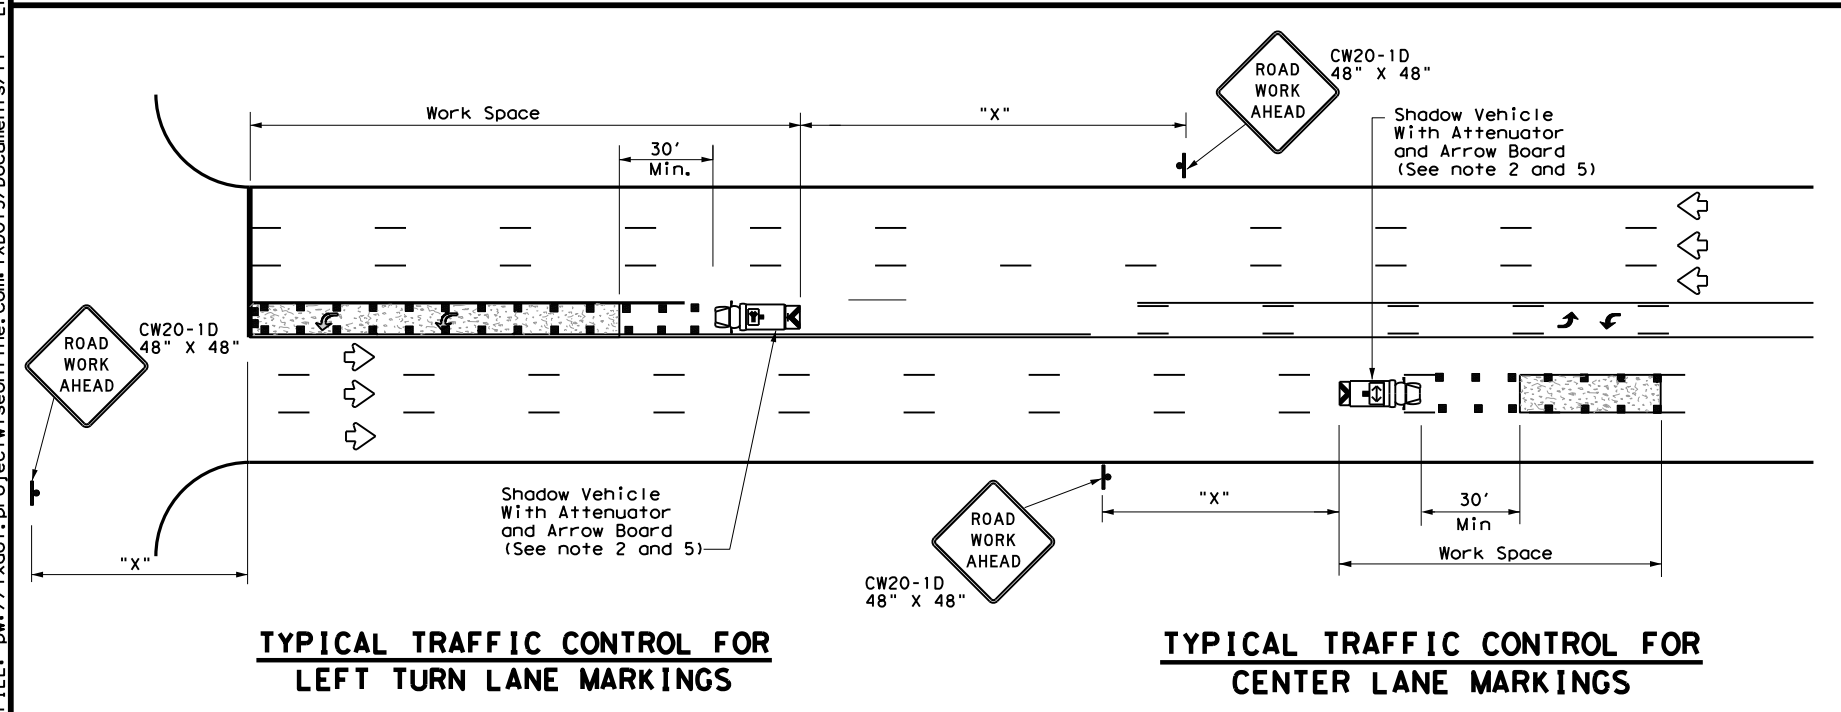 CW20-1D
48" X 48"
ROAD
WORK
AHEAD
Shadow Vehicle
With Attenuator
and Arrow Board
(See note 2 and 5)
Work Space
"X"
30'
Min.
CW20-1D
48" X 48"
ROAD
WORK
AHEAD
Shadow Vehicle
With Attenuator
and Arrow Board
(See note 2 and 5)
"X"
ROAD
WORK
AHEAD
CW20-1D
48" X 48"
"X"
30'
Min
Work Space
TYPICAL TRAFFIC CONTROL FOR
LEFT TURN LANE MARKINGS
TYPICAL TRAFFIC CONTROL FOR
CENTER LANE MARKINGS